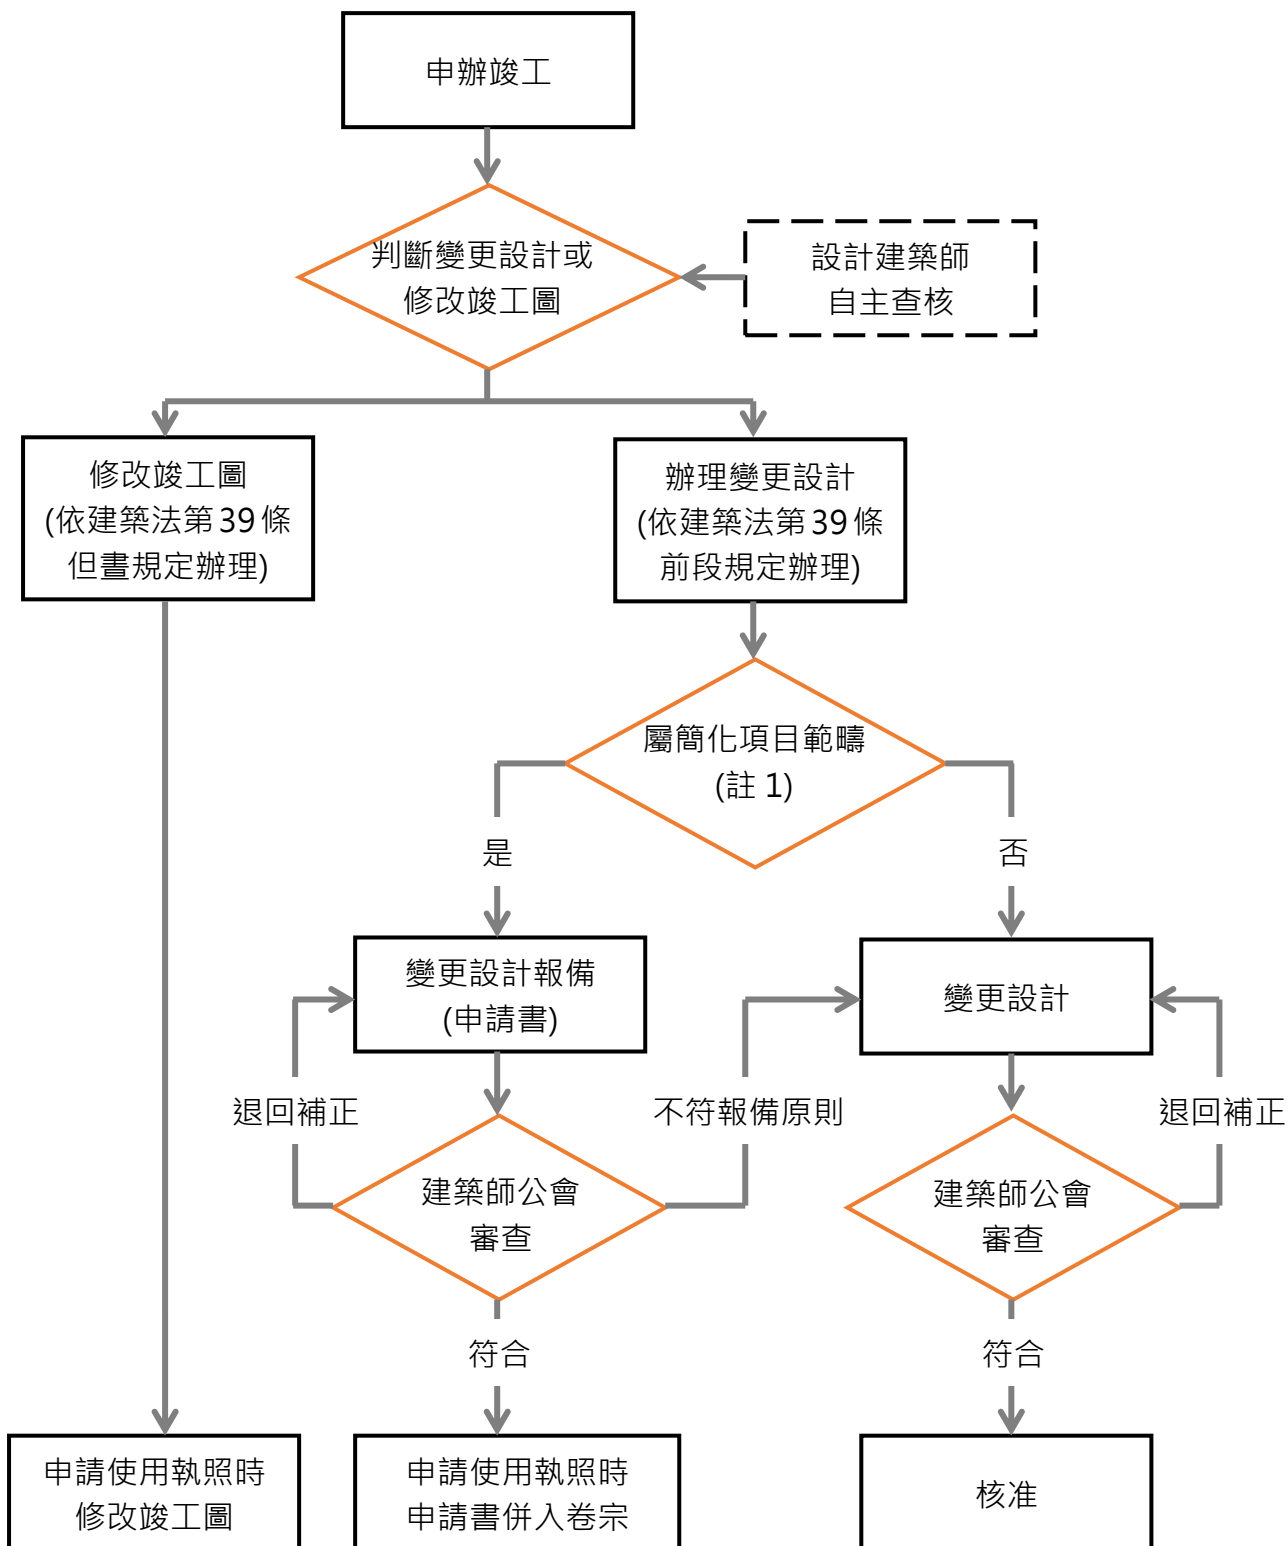 申辦竣工
判斷變更設計或
修改竣工圖
設計建築師
自主查核
修改竣工圖
(依建築法第39條
但畫規定辦理)
辦理變更設計
(依建築法第39條
前段規定辦理)
屬簡化項目範疇
(註 1)
是
否
變更設計報備
(申請書)
變更設計
退回補正
不符報備原則
退回補正
建築師公會
審查
建築師公會
審查
符合
符合
申請使用執照時
修改竣工圖
申請使用執照時
申請書併入卷宗
核准